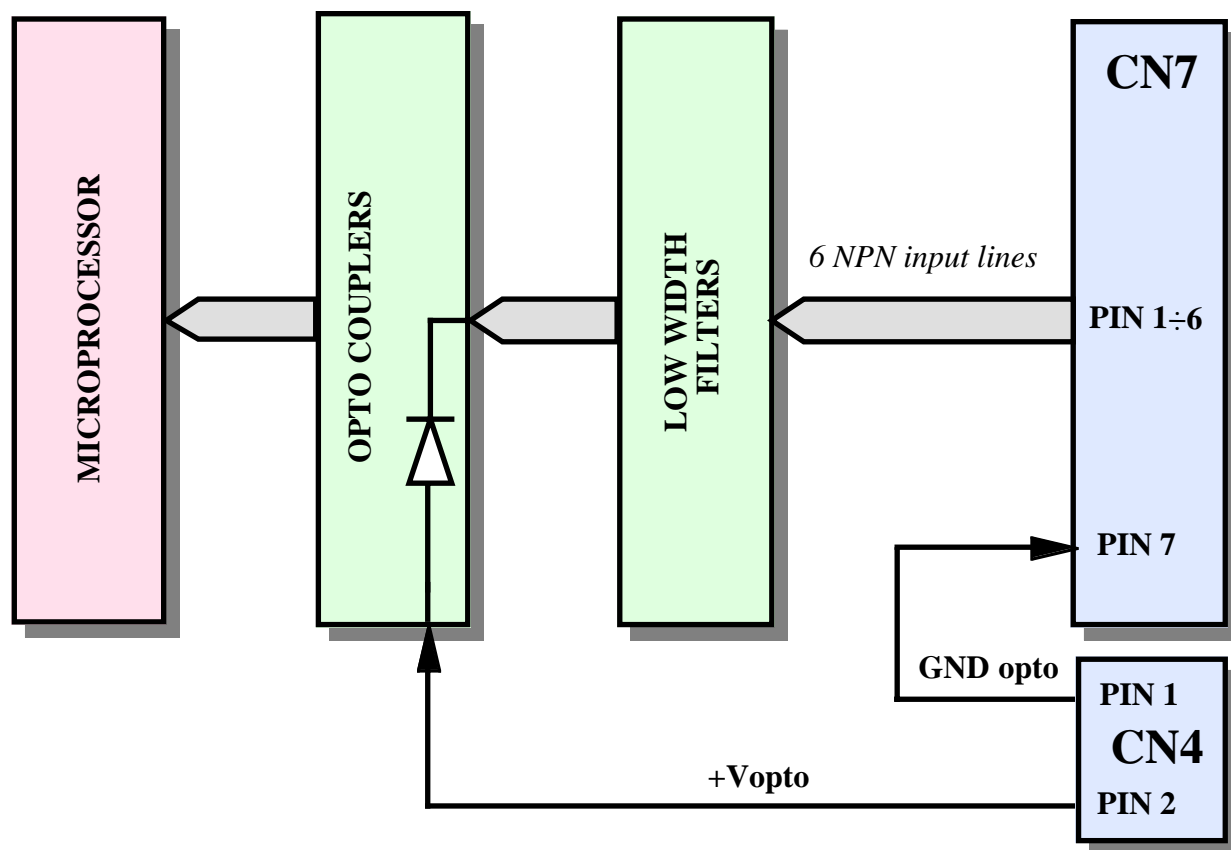 MICROPROCESSOR
OPTO COUPLERS
LOW WIDTH
FILTERS
6 NPN input lines
CN7
PIN 1÷6
PIN 7
GND opto
PIN 1
CN4
+Vopto
PIN 2